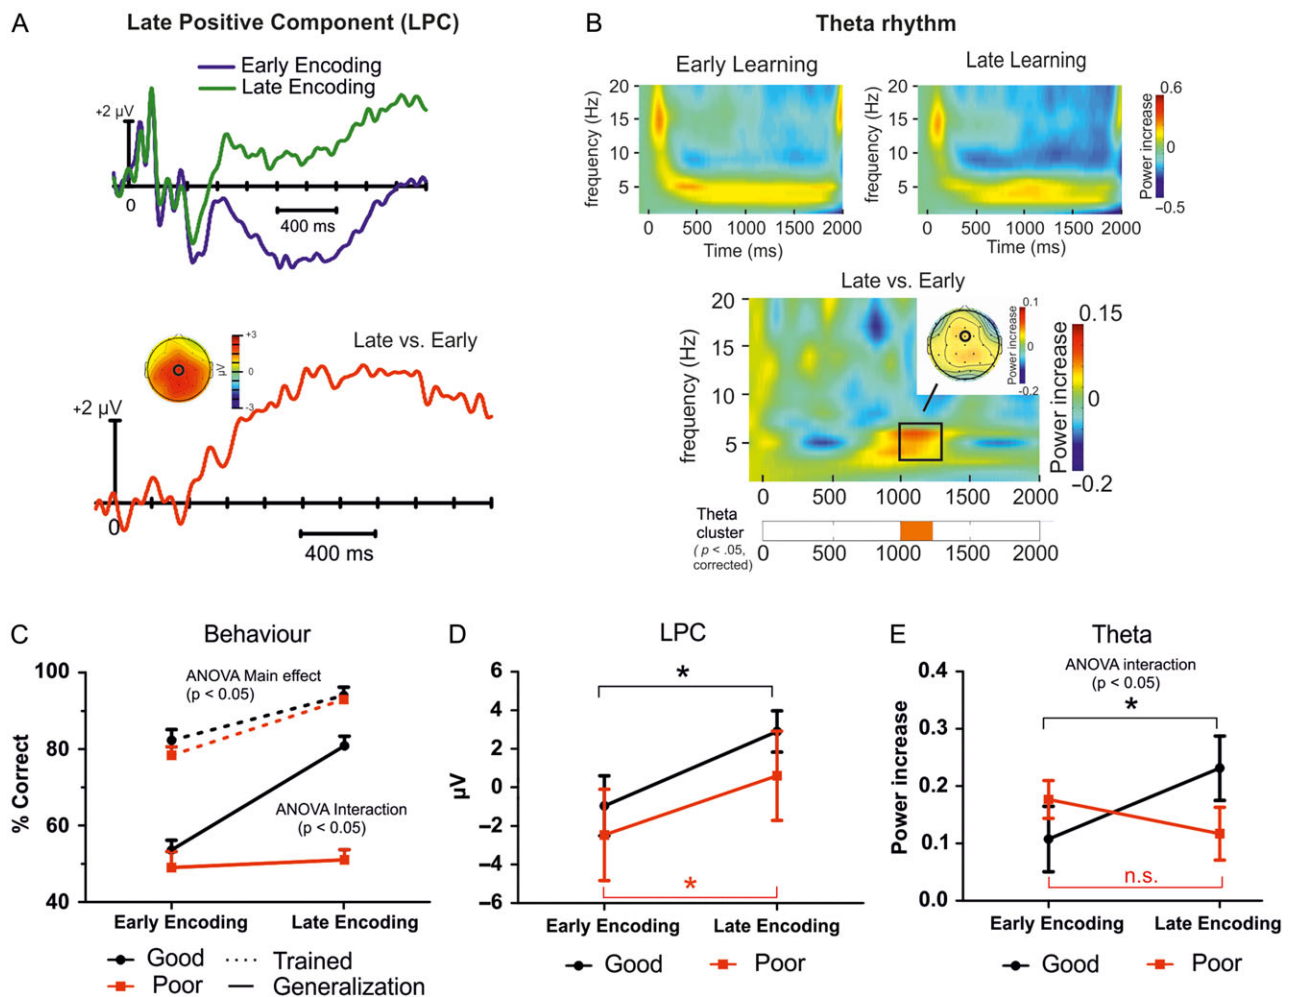 A
Late Positive Component (LPC)
Early Encoding
Late Encoding
+2 μV
0
400 ms
+3
0
−3
μV
Late vs. Early
+2 μV
0
400 ms
B
Theta rhythm
Early Learning
Late Learning
frequency (Hz)
20
15
10
5
0 500 1000 1500 2000
Time (ms)
frequency (Hz)
20
15
10
5
0 500 1000 1500 2000
Time (ms)
Power increase
0.6
0
−0.5
Late vs. Early
frequency (Hz)
20
15
10
5
0 500 1000 1500 2000
Power increase
0.1
0
-0.2
Power increase
0.15
0
−0.2
Theta
cluster
( p < .05,
corrected)
0 500 1000 1500 2000
C
Behaviour
% Correct
100
80
60
40
ANOVA Main effect
(p < 0.05)
ANOVA Interaction
(p < 0.05)
Early Encoding Late Encoding
Good Trained
Poor Generalization
D
LPC
μV
6
4
2
0
−2
−4
−6
*
*
Early Encoding Late Encoding
Good Poor
E
Theta
Power increase
0.4
0.3
0.2
0.1
0.0
ANOVA interaction
(p < 0.05)
*
n.s.
Early Encoding Late Encoding
Good Poor